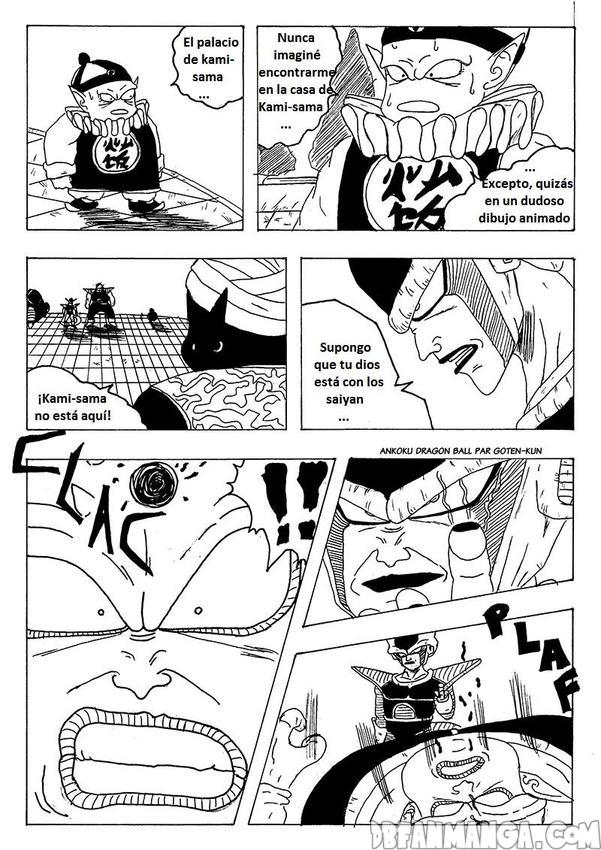 El palacio
de kami-
sama
...
Nunca
imaginé
encontrarme
en la casa de
Kami-sama
...
...
Excepto, quizás
en un dudoso
dibujo animado
¡Kami-sama
no está aquí!
Supongo
que tu dios
está con los
saiyan
...
ANKOKU DRAGON BALL PAR GOTEN-KUN
CLAC
!!
PLAF
DBFANMANGA.COM